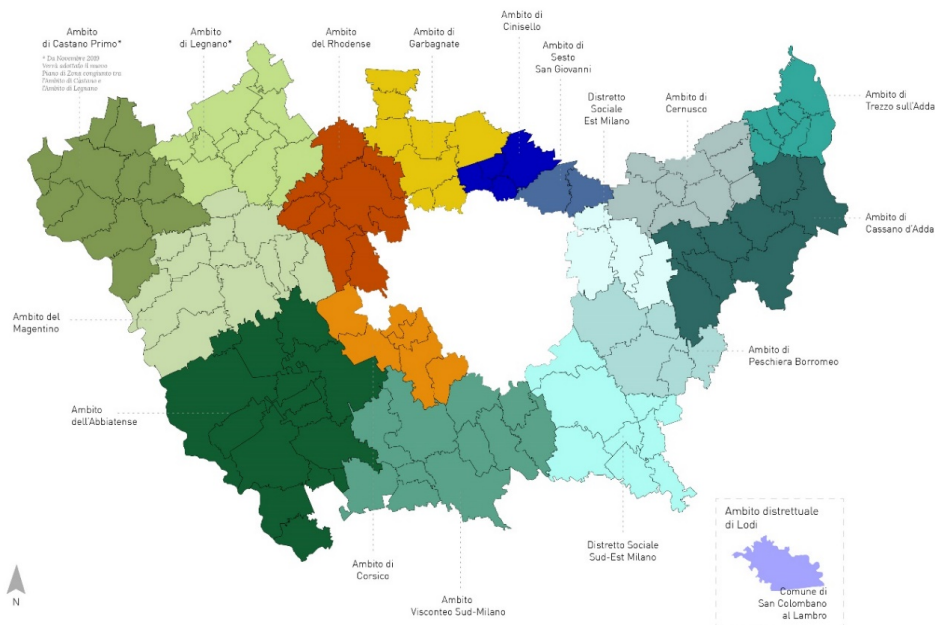 Ambito
di Castano Primo*
* Da Novembre 2019
Verrà adottato il nuovo
Piano di Zona congiunto tra
l'Ambito di Castano e
l'Ambito di Legnano
Ambito
di Legnano*
Ambito
del Rhodense
Ambito di
Garbagnate
Ambito di
Cinisello
Ambito di
Sesto
San Giovanni
Distretto
Sociale
Est Milano
Ambito di
Cernusco
Ambito di
Trezzo sull'Adda
Ambito di
Cassano d'Adda
Ambito del
Magentino
Ambito di
Peschiera Borromeo
Ambito
dell'Abbiatense
Ambito di
Corsico
Ambito
Visconteo Sud-Milano
Distretto Sociale
Sud-Est Milano
Ambito distrettuale
di Lodi
Comune di
San Colombano
al Lambro
N